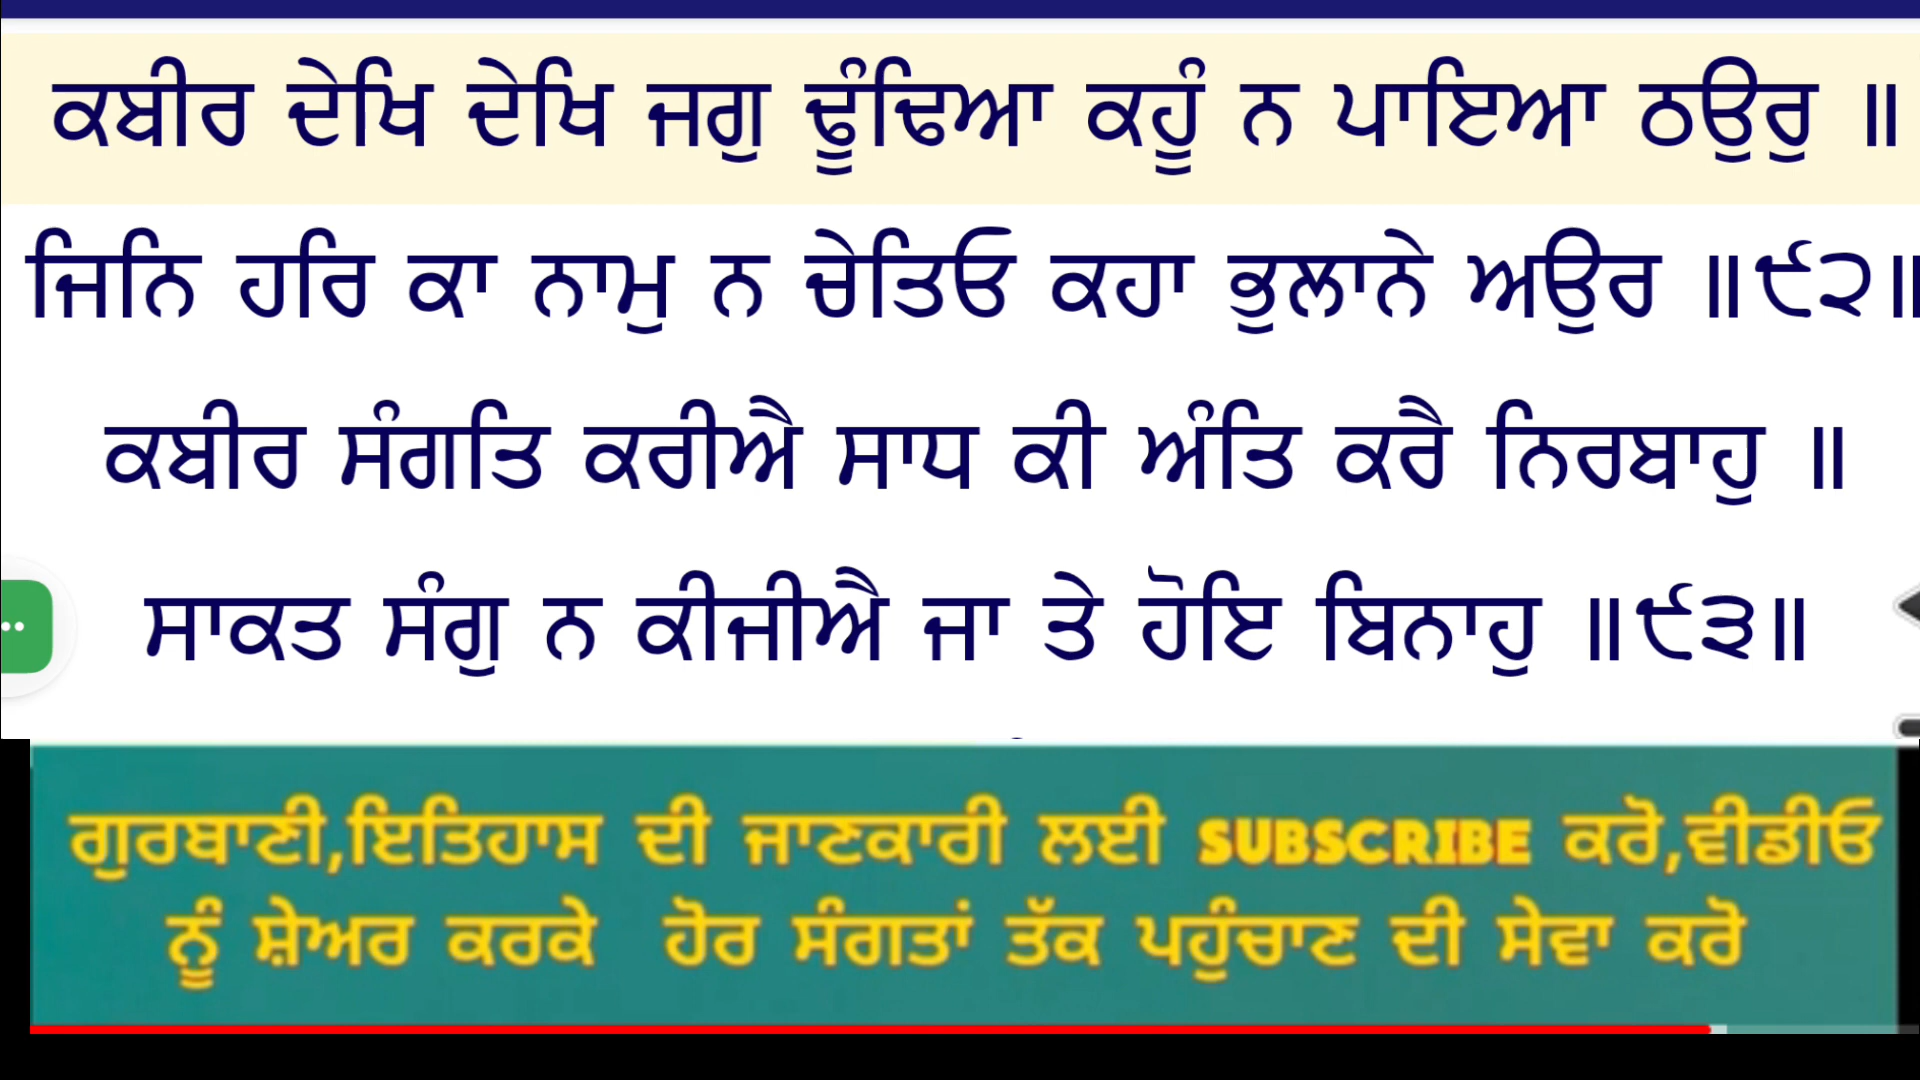 ਕਬੀਰ ਦੇਖਿ ਦੇਖਿ ਜਗੁ ਢੂੰਢਿਆ ਕਹੂੰ ਨ ਪਾਇਆ ਠਉਰੁ ॥
ਜਿਨਿ ਹਰਿ ਕਾ ਨਾਮੁ ਨ ਚੇਤਿਓ ਕਹਾ ਭੁਲਾਨੇ ਅਉਰ ॥੯੨॥
ਕਬੀਰ ਸੰਗਤਿ ਕਰੀਐ ਸਾਧ ਕੀ ਅੰਤਿ ਕਰੈ ਨਿਰਬਾਹੁ ॥
ਸਾਕਤ ਸੰਗੁ ਨ ਕੀਜੀਐ ਜਾ ਤੇ ਹੋਇ ਬਿਨਾਹੁ ॥੯੩॥
ਗੁਰਬਾਣੀ,ਇਤਿਹਾਸ ਦੀ ਜਾਣਕਾਰੀ ਲਈ SUBSCRIBE ਕਰੋ,ਵੀਡੀਓ
ਨੂੰ ਸ਼ੇਅਰ ਕਰਕੇ ਹੋਰ ਸੰਗਤਾਂ ਤੱਕ ਪਹੁੰਚਾਣ ਦੀ ਸੇਵਾ ਕਰੋ